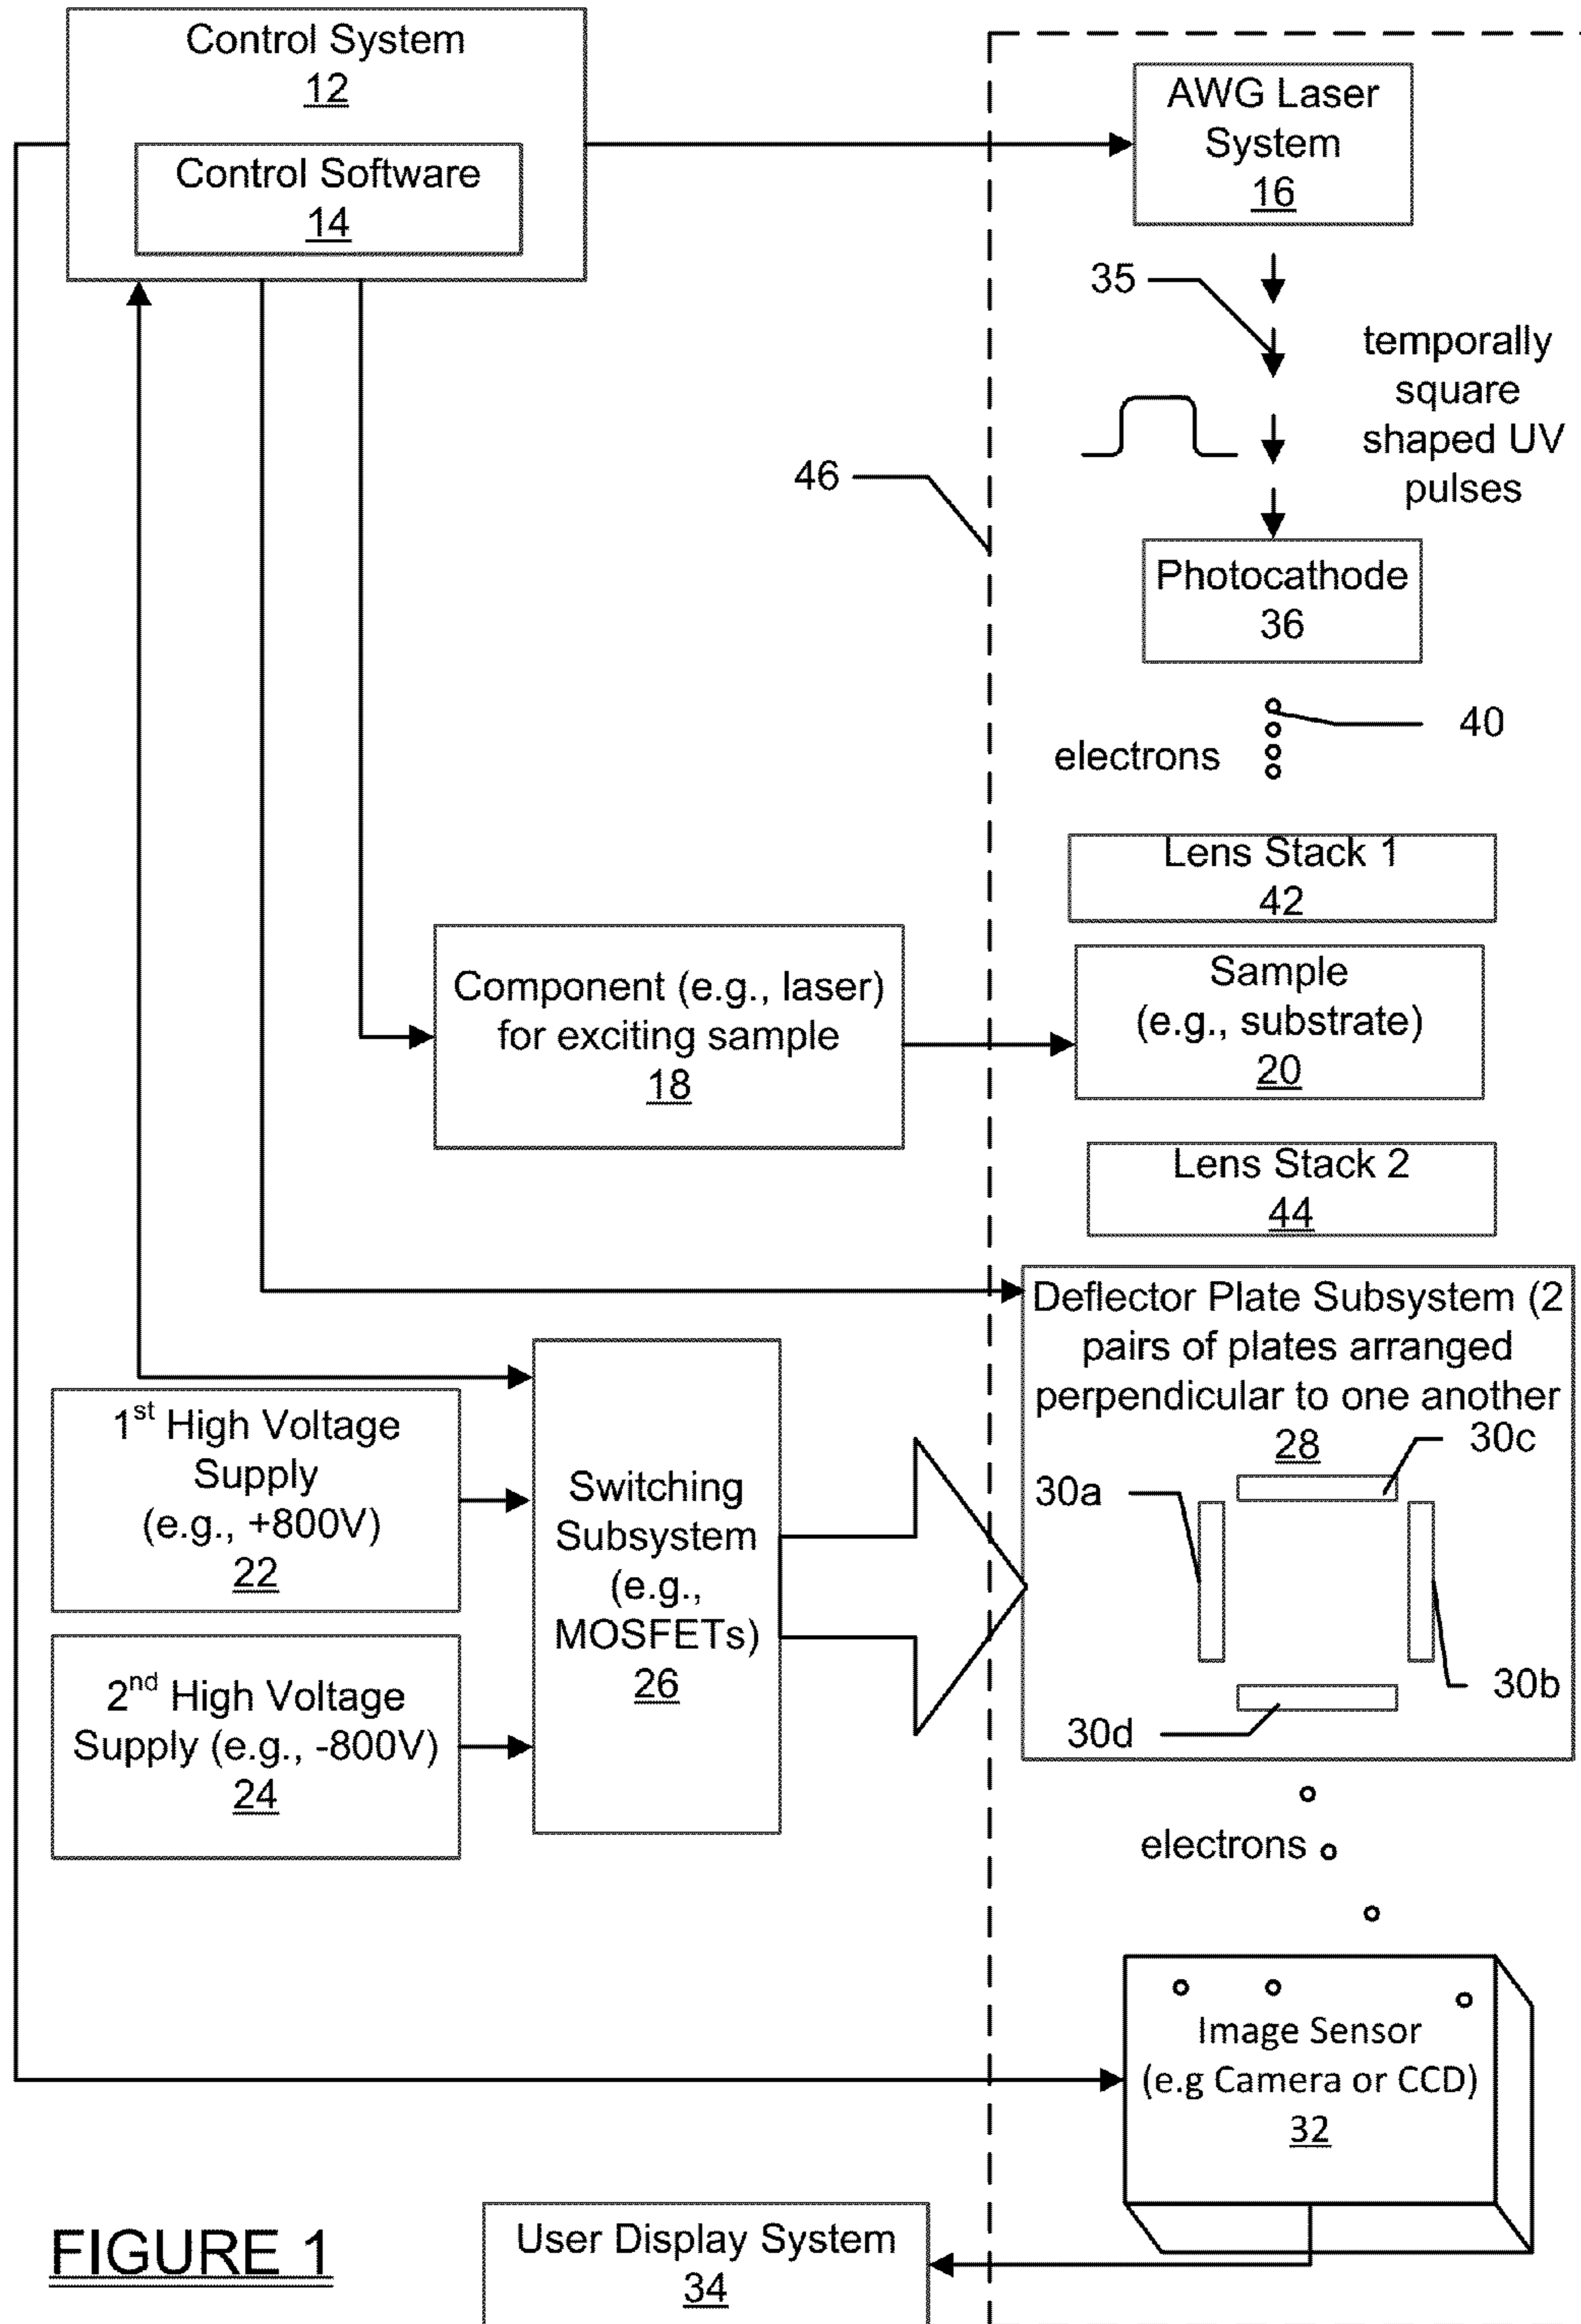 Control System
12
Control Software
14
AWG Laser
System
16
35
temporally
square
shaped UV
pulses
46
Photocathode
36
40
electrons
Lens Stack 1
42
Component (e.g., laser)
for exciting sample
18
Sample
(e.g., substrate)
20
Lens Stack 2
44
Deflector Plate Subsystem (2
pairs of plates arranged
perpendicular to one another
28
30c
30a
30b
30d
1st High Voltage
Supply
(e.g., +800V)
22
Switching
Subsystem
(e.g.,
MOSFETs)
26
2nd High Voltage
Supply (e.g., -800V)
24
electrons
Image Sensor
(e.g Camera or CCD)
32
User Display System
34
FIGURE 1